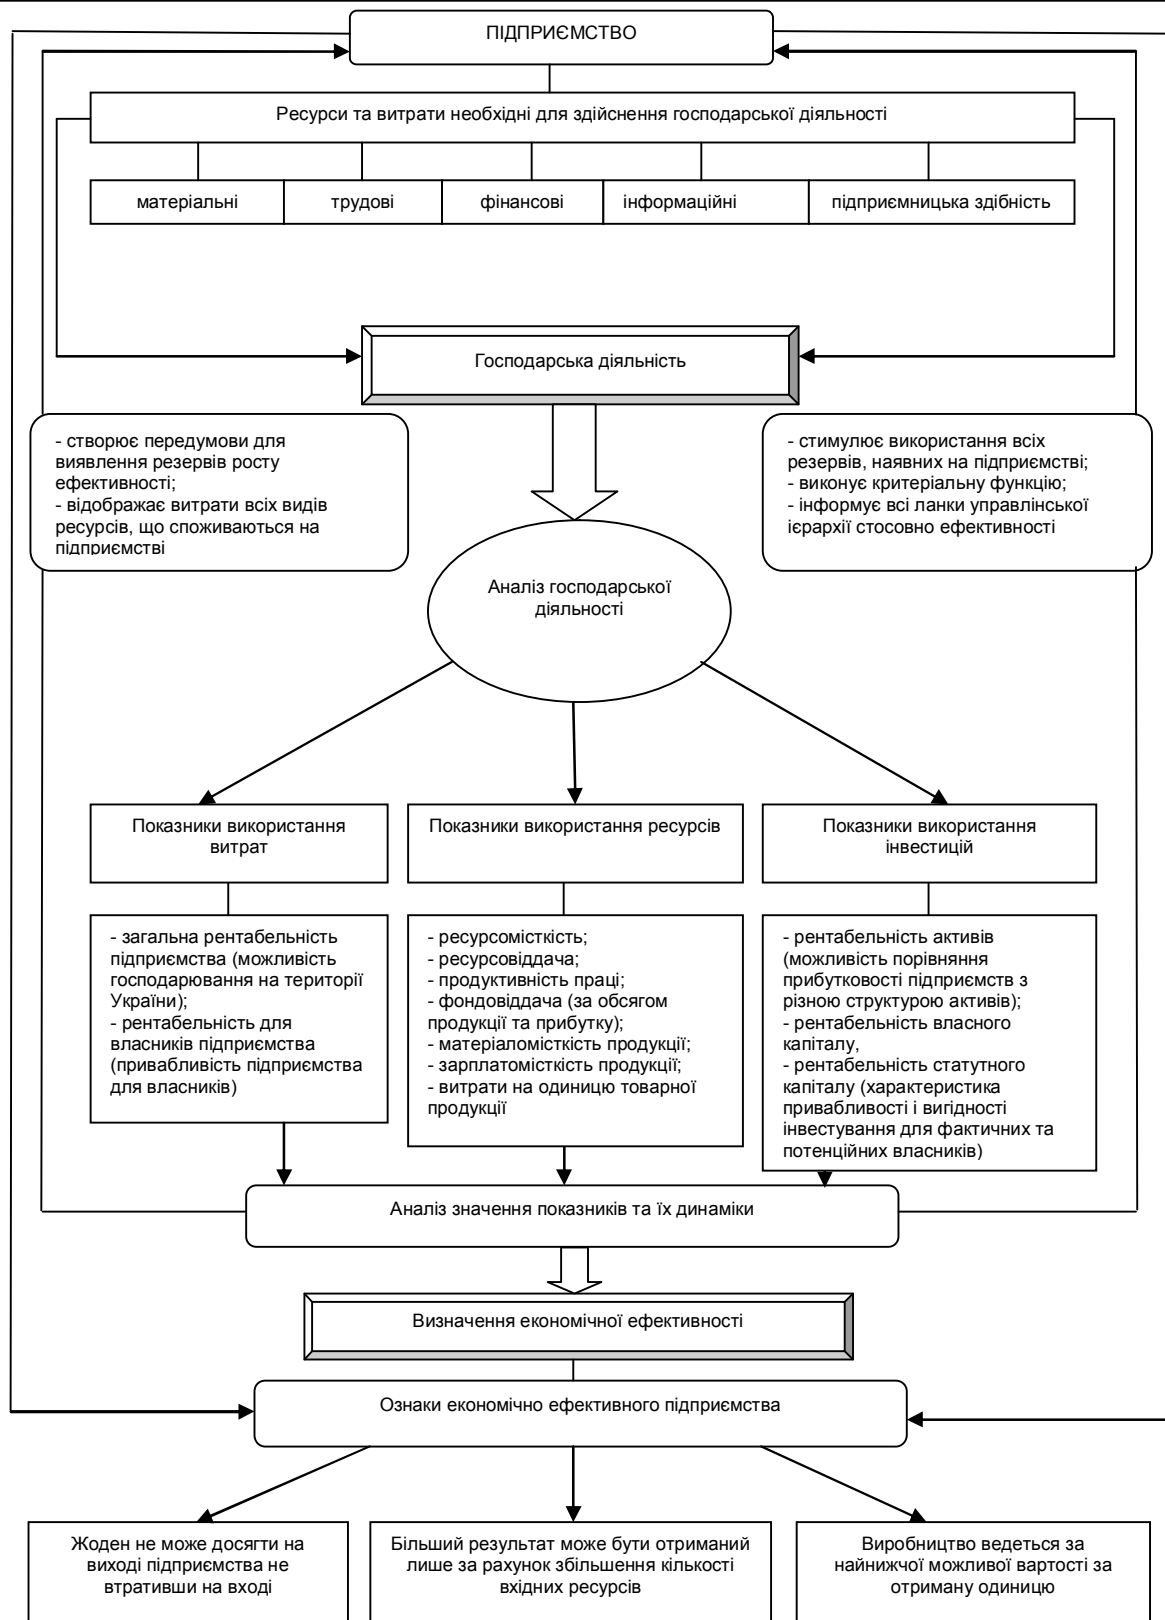 ПІДПРИЄМСТВО
Ресурси та витрати необхідні для здійснення господарської діяльності
матеріальні
трудові
фінансові
інформаційні
підприємницька здібність
Господарська діяльність
- створює передумови для
виявлення резервів росту
ефективності;
- відображає витрати всіх видів
ресурсів, що споживаються на
підприємстві
- стимулює використання всіх
резервів, наявних на підприємстві;
- виконує критеріальну функцію;
- інформує всі ланки управлінської
ієрархії стосовно ефективності
Аналіз господарської
діяльності
Показники використання
витрат
Показники використання ресурсів
Показники використання
інвестицій
- загальна рентабельність
підприємства (можливість
господарювання на території
України);
- рентабельність для
власників підприємства
(привабливість підприємства
для власників)
- ресурсомісткість;
- ресурсовіддача;
- продуктивність праці;
- фондовіддача (за обсягом
продукції та прибутку);
- матеріаломісткість продукції;
- зарплатомісткість продукції;
- витрати на одиницю товарної
продукції
- рентабельність активів
(можливість порівняння
прибутковості підприємств з
різною структурою активів);
- рентабельність власного
капіталу,
- рентабельність статутного
капіталу (характеристика
привабливості і вигідності
інвестування для фактичних та
потенційних власників)
Аналіз значення показників та їх динаміки
Визначення економічної ефективності
Ознаки економічно ефективного підприємства
Жоден не може досягти на
виході підприємства не
втративши на вході
Більший результат може бути отриманий
лише за рахунок збільшення кількості
вхідних ресурсів
Виробництво ведеться за
найнижчої можливої вартості за
отриману одиницю